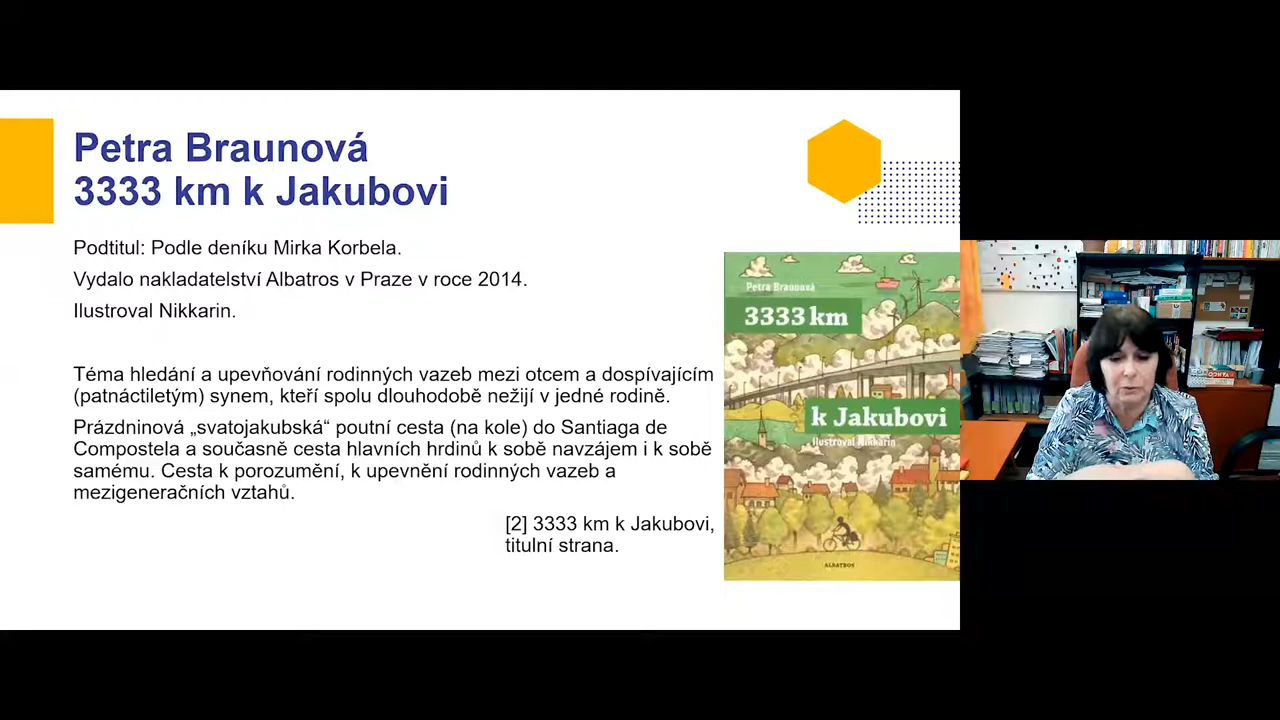 Petra Braunová
3333 km k Jakubovi
Podtitul: Podle deníku Mirka Korbela.
Vydalo nakladatelství Albatros v Praze v roce 2014.
Ilustroval Nikkarin.
Téma hledání a upevňování rodinných vazeb mezi otcem a dospívajícím
(patnáctiletým) synem, kteří spolu dlouhodobě nežijí v jedné rodině.
Prázdninová „svatojakubská“ poutní cesta (na kole) do Santiaga de
Compostela a současně cesta hlavních hrdinů k sobě navzájem i k sobě
samému. Cesta k porozumění, k upevnění rodinných vazeb a
mezigeneračních vztahů.
[2] 3333 km k Jakubovi,
titulní strana.
Petra Braunová
3333 km
k Jakubovi
Ilustroval Nikkarin
ALBATROS